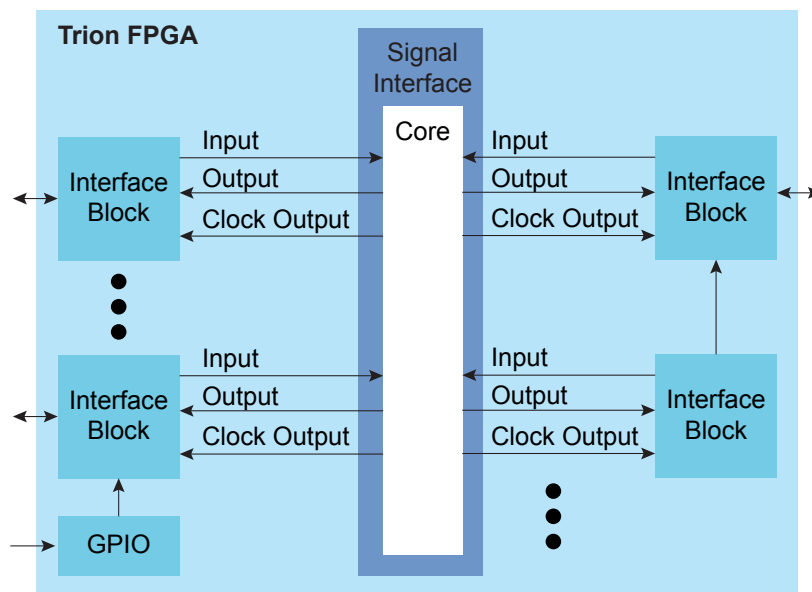 Trion FPGA
Signal
Interface
Core
Interface
Block
Input
Output
Clock Output
Input
Output
Clock Output
Interface
Block
Interface
Block
Input
Output
Clock Output
Input
Output
Clock Output
Interface
Block
GPIO